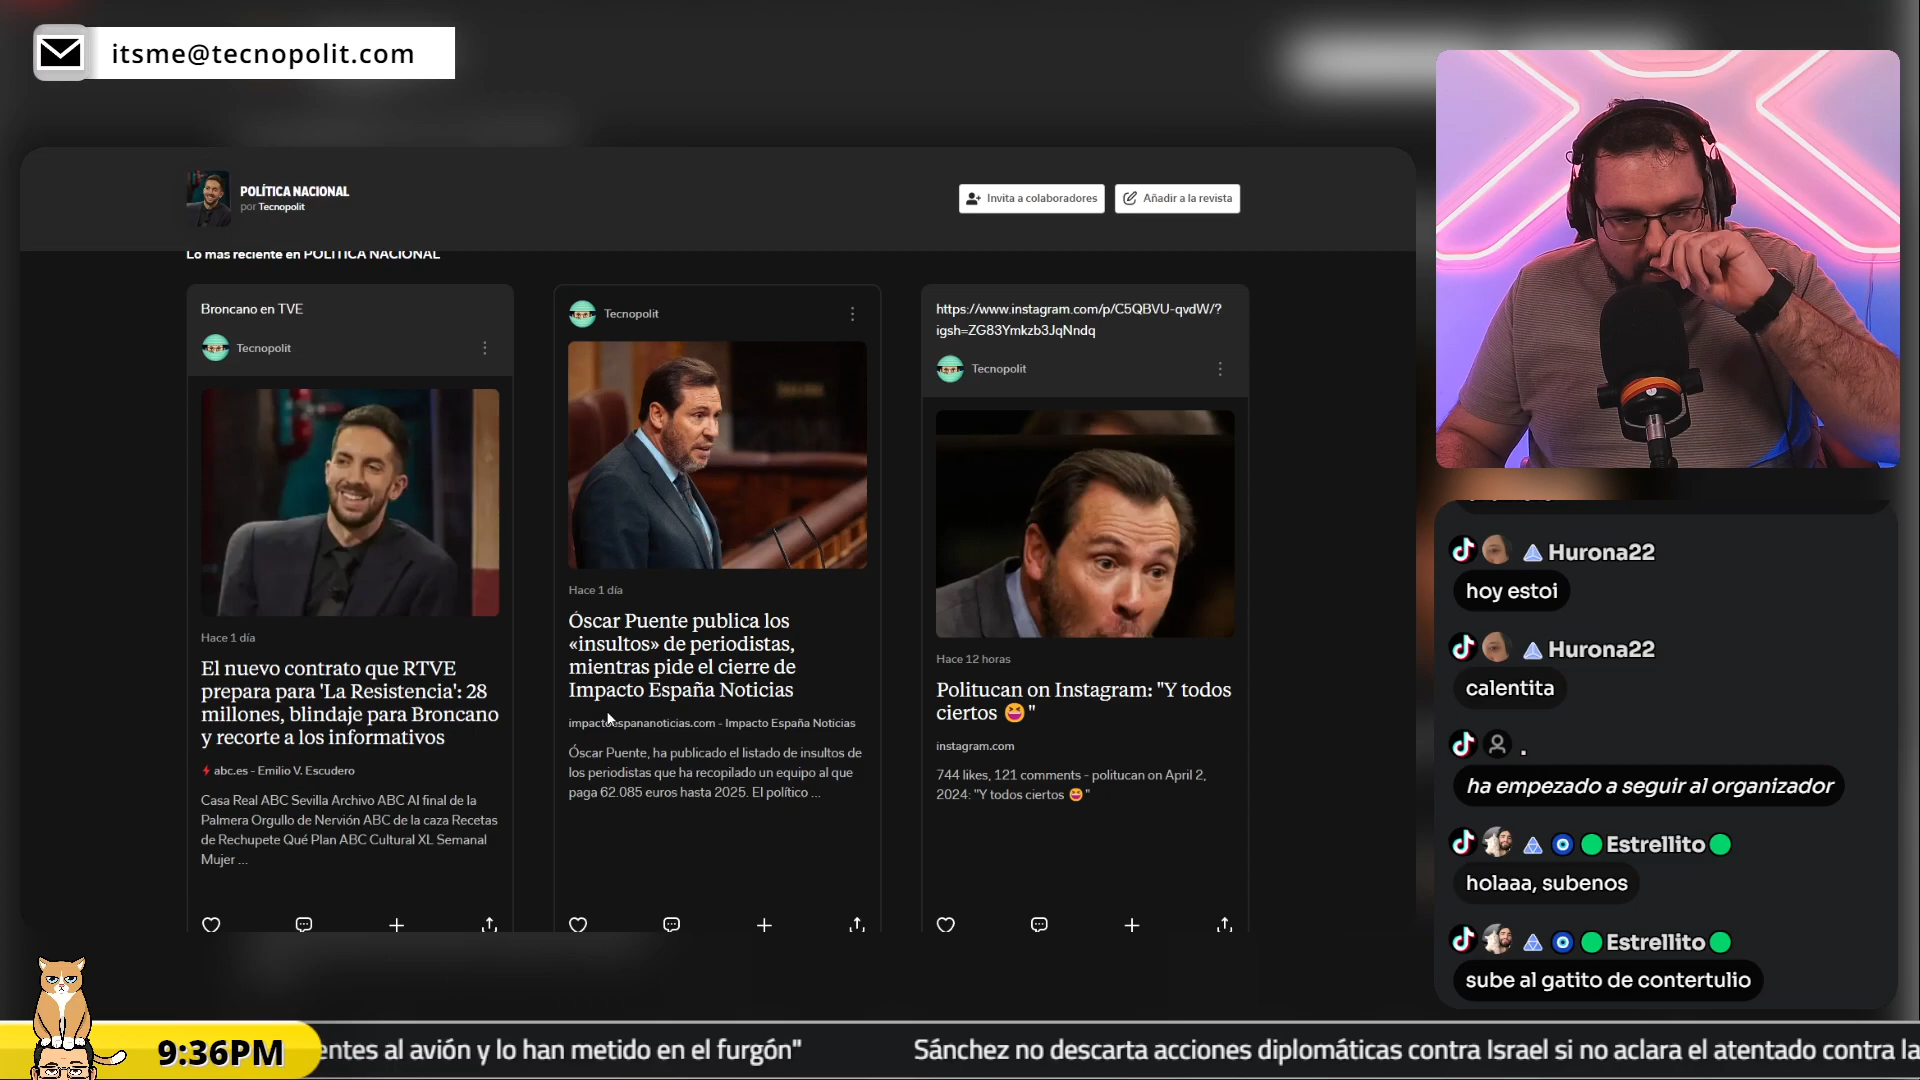 itsme@tecnopolit.com
POLÍTICA NACIONAL
por Tecnopolit
Invita a colaboradores
Añadir a la revista
Lo más reciente en POLÍTICA NACIONAL
Broncano en TVE
Tecnopolit
Hace 1 día
El nuevo contrato que RTVE
prepara para 'La Resistencia': 28
millones, blindaje para Broncano
y recorte a los informativos
abc.es - Emilio V. Escudero
Casa Real ABC Sevilla Archivo ABC Al final de la
Palmera Orgullo de Nervión ABC de la caza Recetas
de Rechupete Qué Plan ABC Cultural XL Semanal
Mujer ...
Tecnopolit
Hace 1 día
Óscar Puente publica los
«insultos» de periodistas,
mientras pide el cierre de
Impacto España Noticias
impactoespananoticias.com - Impacto España Noticias
Óscar Puente, ha publicado el listado de insultos de
los periodistas que ha recopilado un equipo al que
paga 62.085 euros hasta 2025. El político ...
https://www.instagram.com/p/C5QBVU-qvdW/?
igsh=ZG83Ymkzb3JqNndq
Tecnopolit
Hace 12 horas
Politucan on Instagram: "Y todos
ciertos 😆"
instagram.com
744 likes, 121 comments - politucan on April 2,
2024: "Y todos ciertos 😆"
Hurona22
hoy estoi
Hurona22
calentita
.
ha empezado a seguir al organizador
Estrellito
holaaa, subenos
Estrellito
sube al gatito de contertulio
9:36PM
entes al avión y lo han metido en el furgón"
Sánchez no descarta acciones diplomáticas contra Israel si no aclara el atentado contra la